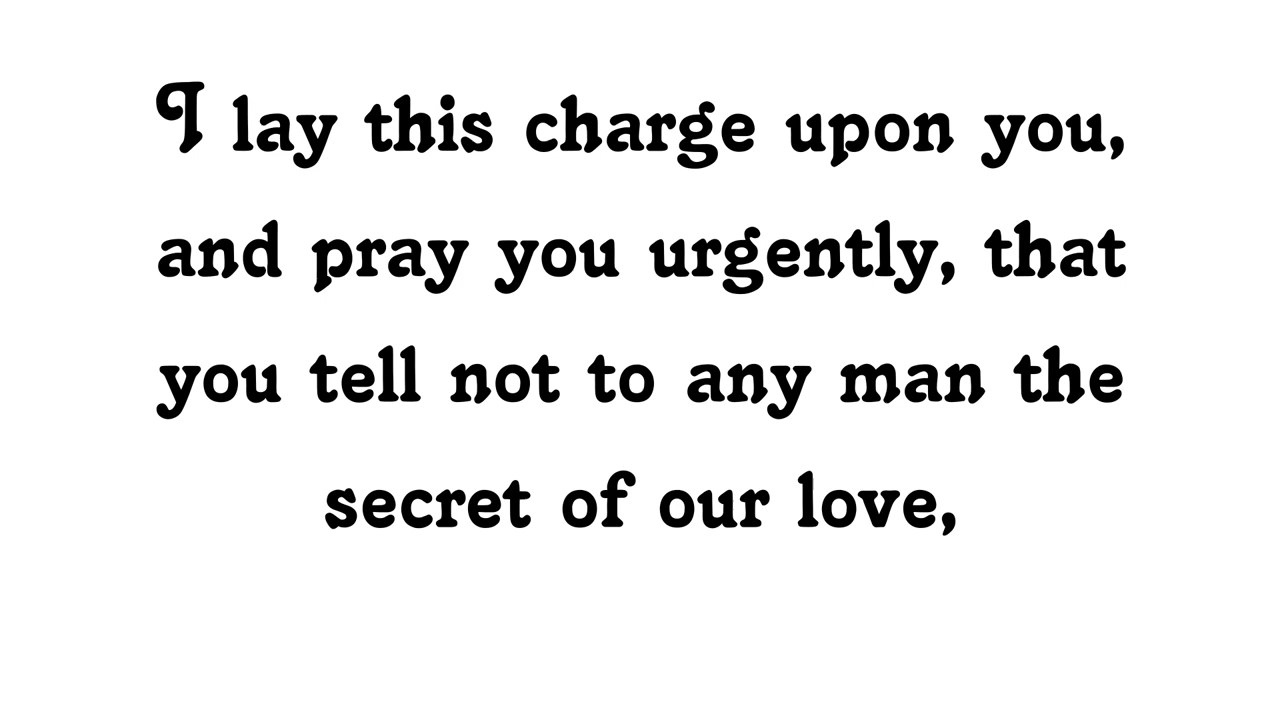 I lay this charge upon you,
and pray you urgently, that
you tell not to any man the
secret of our love,